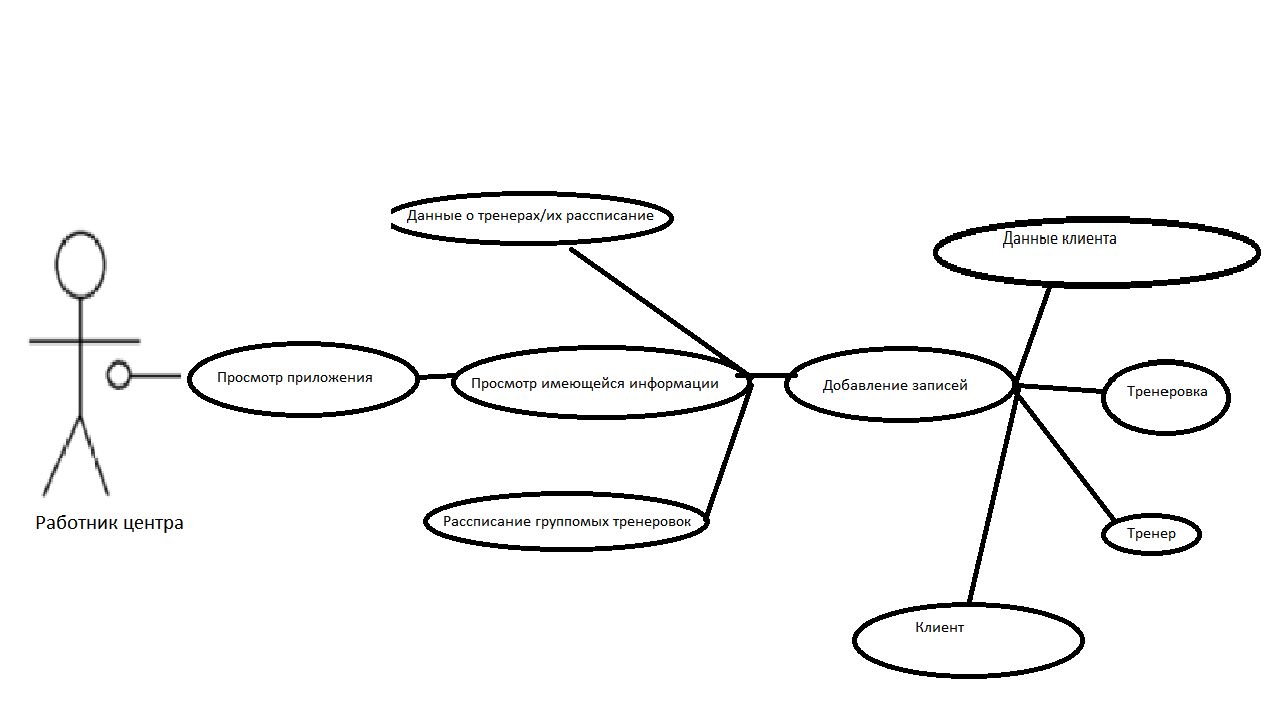 Данные о тренерах/их рассписание
Данные клиента
Просмотр приложения
Просмотр имеющейся информации
Добавление записей
Тренеровка
Работник центра
Рассписание группомых тренеровок
Тренер
Клиент